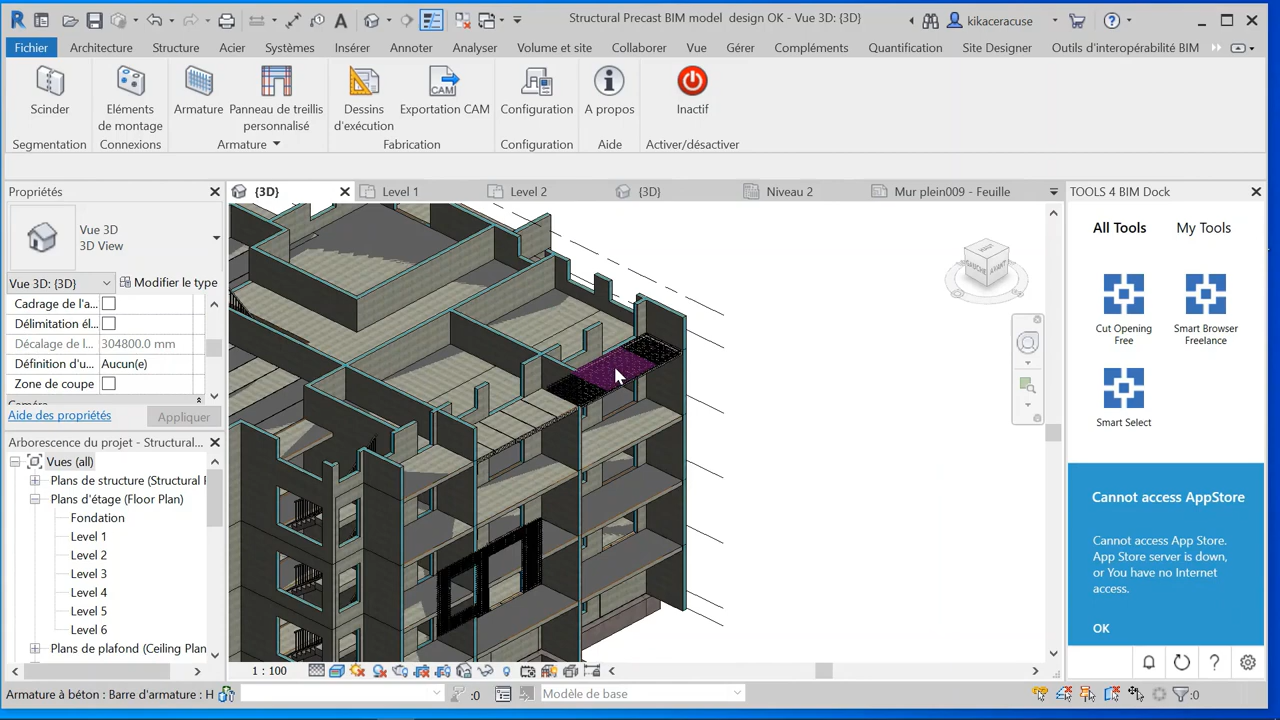 Structural Precast BIM model design OK - Vue 3D: {3D}
kikaceracuse
Fichier Architecture Structure Acier Systèmes Insérer Annoter Analyser Volume et site Collaborer Vue Gérer Compléments Quantification Site Designer Outils d'interopérabilité BIM
Scinder
Eléments
de montage
Armature
Panneau de treillis
personnalisé
Dessins
d'exécution
CAM
Exportation CAM
Configuration
A propos
Inactif
Segmentation Connexions Armature Fabrication Configuration Aide Activer/désactiver
Propriétés
{3D} Level 1 Level 2 {3D} Niveau 2 Mur plein009 - Feuille
TOOLS 4 BIM Dock
Vue 3D
3D View
Vue 3D: {3D} Modifier le type
Cadrage de l'a...
Délimitation él...
Décalage de l... 304800.0 mm
Définition d'u... Aucun(e)
Zone de coupe
Caméra
Aide des propriétés Appliquer
Arborescence du projet - Structural...
Vues (all)
Plans de structure (Structural P
Plans d'étage (Floor Plan)
Fondation
Level 1
Level 2
Level 3
Level 4
Level 5
Level 6
Plans de plafond (Ceiling Plan
GAUCHE AVANT
All Tools My Tools
Cut Opening
Free
Smart Browser
Freelance
Smart Select
Cannot access AppStore
Cannot access App Store.
App Store server is down,
or You have no Internet
access.
OK
1 : 100
Armature à béton : Barre d'armature : H
:0
Modèle de base
:0